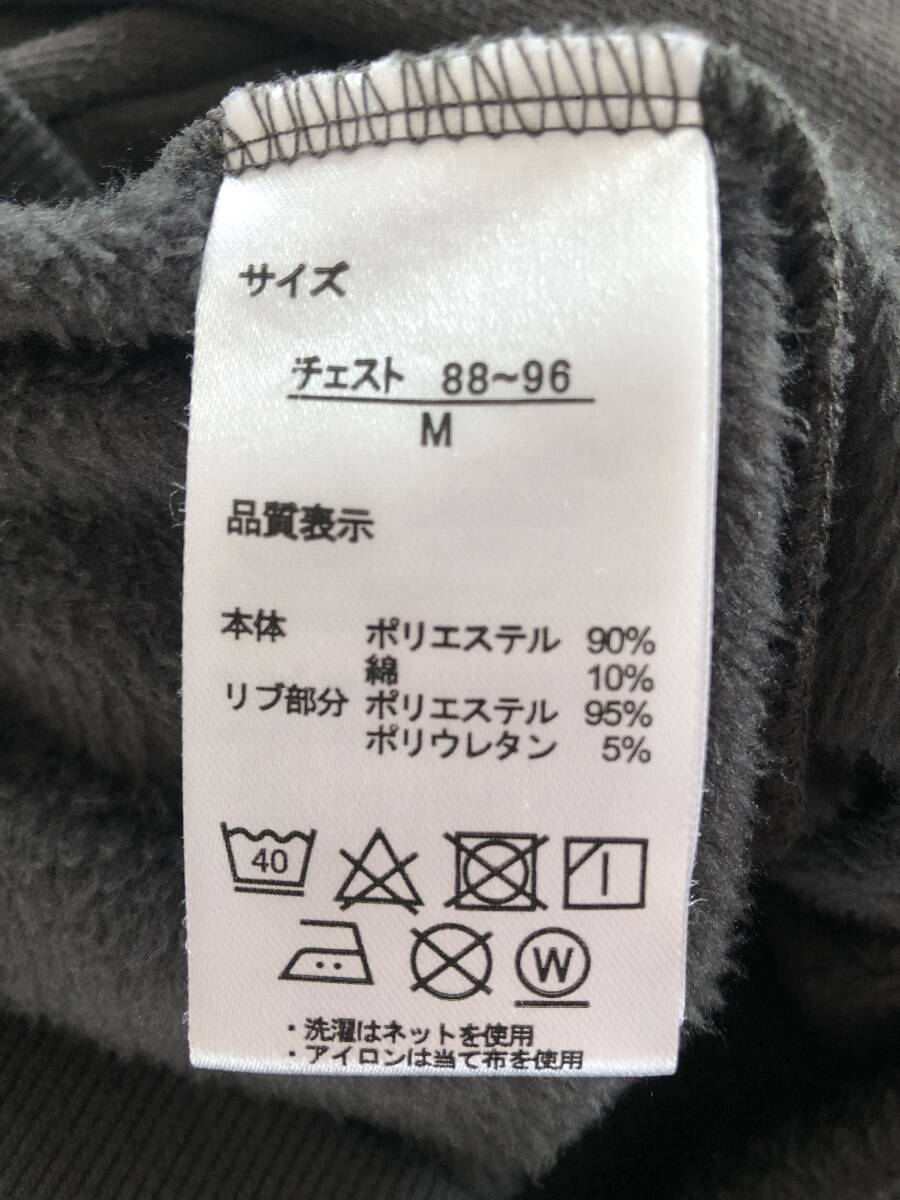 サイズ
チェスト 88~96
M
品質表示
本体 ポリエステル 90%
綿 10%
リブ部分 ポリエステル 95%
ポリウレタン 5%
40
W
・洗濯はネットを使用
・アイロンは当て布を使用